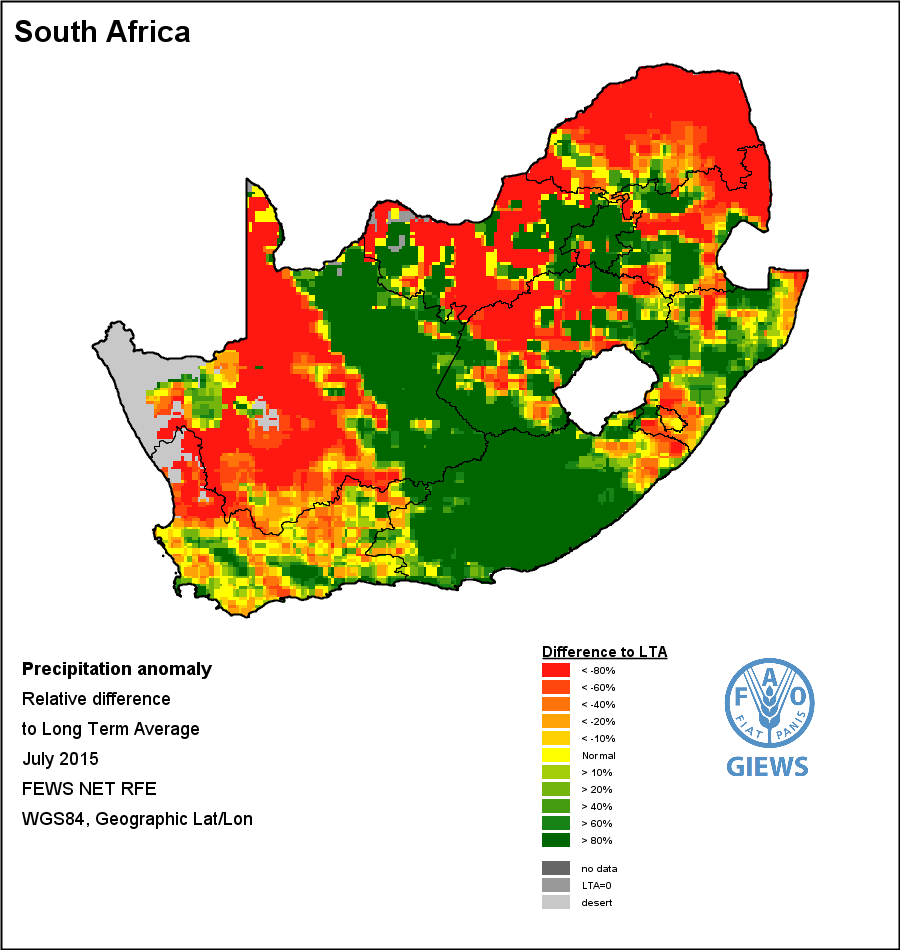 South Africa
Precipitation anomaly
Relative difference
to Long Term Average
July 2015
FEWS NET RFE
WGS84, Geographic Lat/Lon
Difference to LTA
< -80%
< -60%
< -40%
< -20%
< -10%
Normal
> 10%
> 20%
> 40%
> 60%
> 80%
no data
LTA=0
desert
F A O
FIAT PANIS
GIEWS